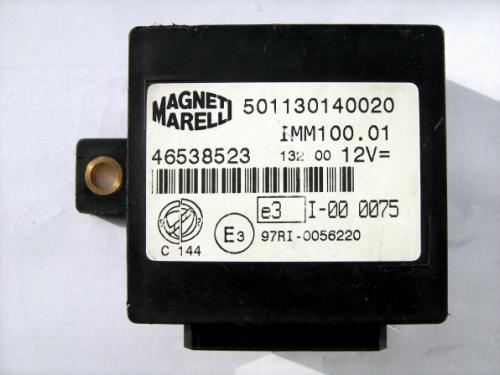 MAGNETI MARELLI 501130140020
IMM100.01
46538523 132 00 12V=
e3 I-00 0075
E3 97RI-0056220
C 144